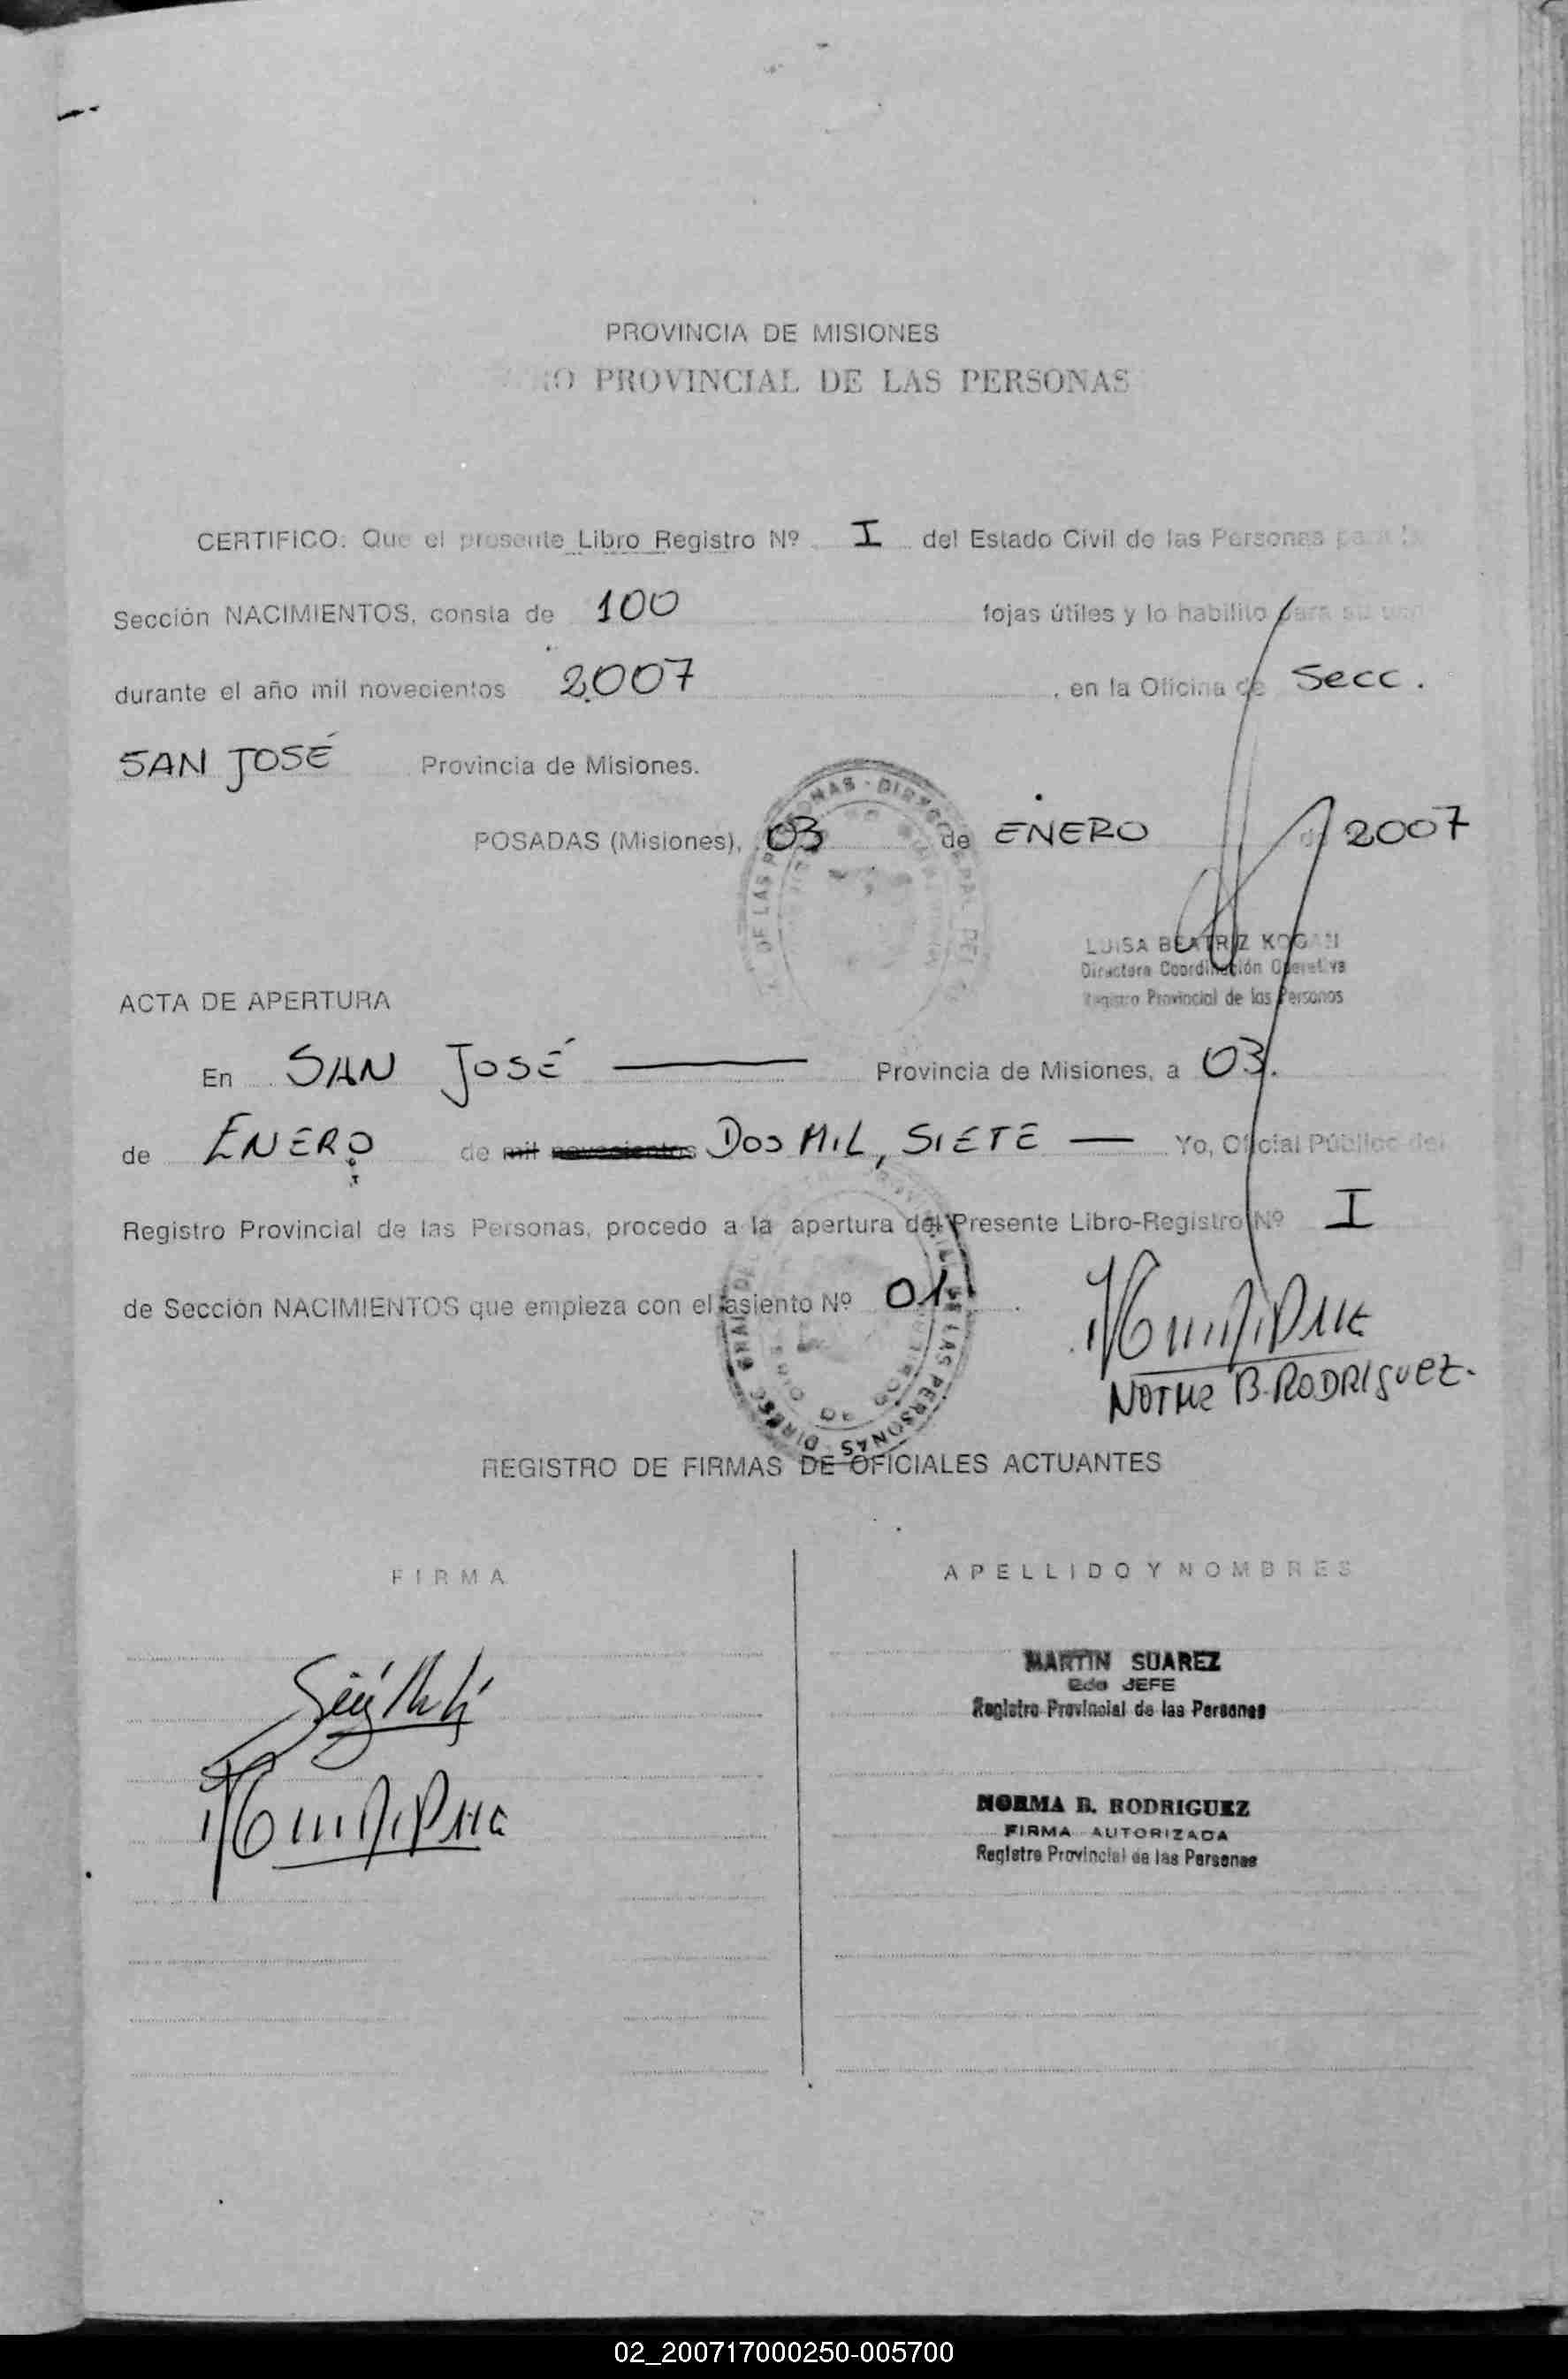 PROVINCIA DE MISIONES
PROVINCIAL DE LAS PERSONAS
CERTIFICO: Que el presente Libro Registro Nº I del Estado Civil de las Personas para la
Sección NACIMIENTOS, consta de 100 fojas útiles y lo habilito para su uso
durante el año mil novecientos 2007, en la Oficina de Secc.
SAN JOSÉ Provincia de Misiones.
POSADAS (Misiones), 03 de ENERO de 2007
LUISA BEATRIZ KOGAN
Directora Coordinación Operativa
Registro Provincial de las Personas
ACTA DE APERTURA
En SAN JOSÉ Provincia de Misiones, a 03.
de ENERO de mil novecientos DOS MIL, SIETE — Yo, Oficial Público del
Registro Provincial de las Personas, procedo a la apertura del Presente Libro-Registro Nº I
de Sección NACIMIENTOS que empieza con el asiento Nº 01.
B. RODRIGUEZ.
REGISTRO DE FIRMAS DE OFICIALES ACTUANTES
FIRMA APELLIDO Y NOMBRES
MARTIN SUAREZ
2do JEFE
Registro Provincial de las Personas
NORMA B. RODRIGUEZ
FIRMA AUTORIZADA
Registro Provincial de las Personas
02_200717000250-005700